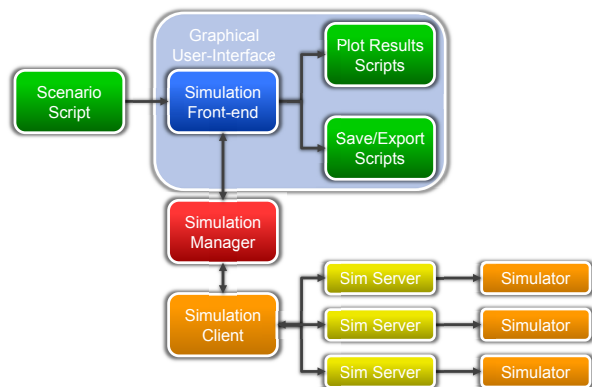 Graphical
User-Interface
Plot Results
Scripts
Scenario
Script
Simulation
Front-end
Save/Export
Scripts
Simulation
Manager
Simulation
Client
Sim Server
Simulator
Sim Server
Simulator
Sim Server
Simulator